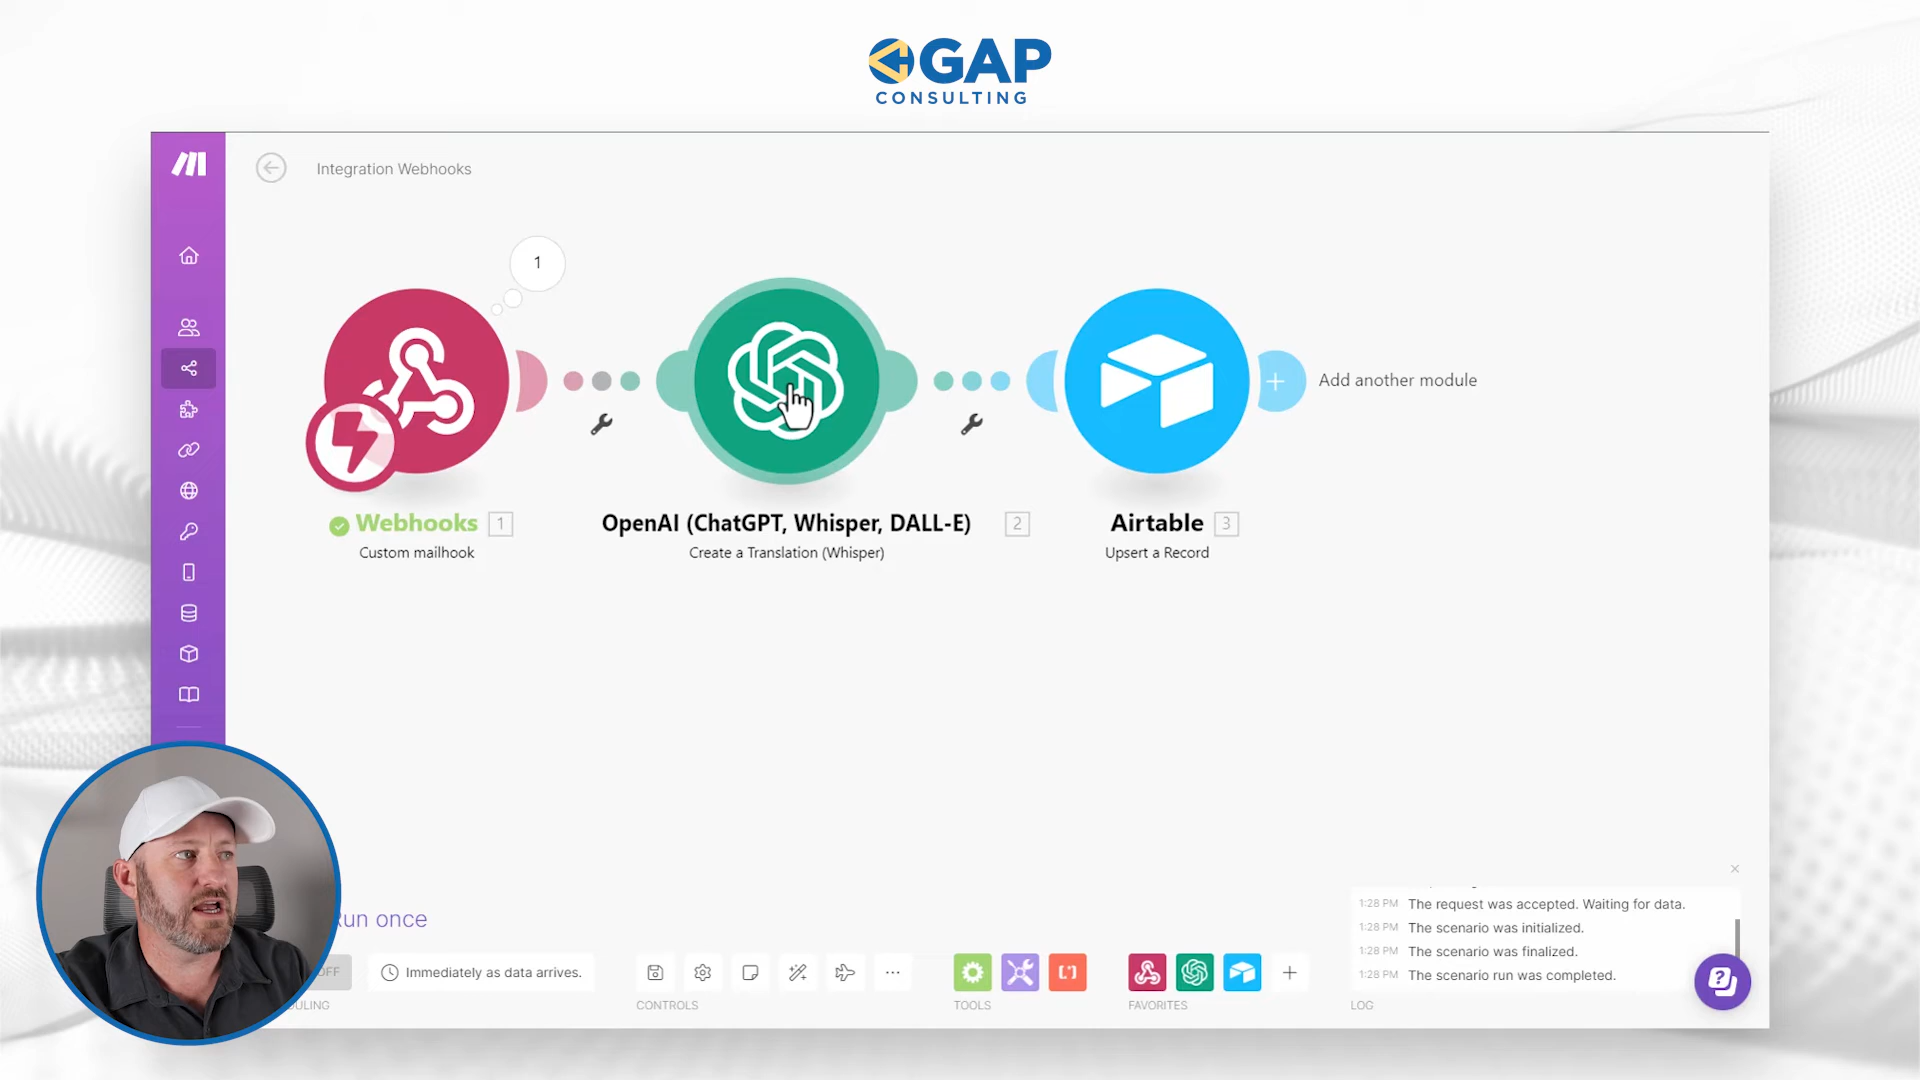 GAP
CONSULTING
Integration Webhooks
1
Add another module
Webhooks 1
Custom mailhook
OpenAI (ChatGPT, Whisper, DALL-E) 2
Create a Translation (Whisper)
Airtable 3
Upsert a Record
Run once
1:28 PM The request was accepted. Waiting for data.
1:28 PM The scenario was initialized.
1:28 PM The scenario was finalized.
1:28 PM The scenario run was completed.
OFF
Immediately as data arrives.
ULING
CONTROLS
TOOLS
FAVORITES
LOG